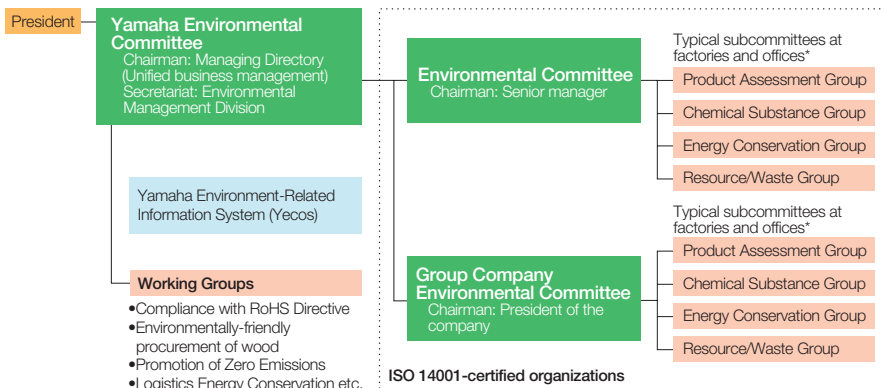 President
Yamaha Environmental
Committee
Chairman: Managing Directory
(Unified business management)
Secretariat: Environmental
Management Division
Yamaha Environment-Related
Information System (Yecos)
Working Groups
•Compliance with RoHS Directive
•Environmentally-friendly
procurement of wood
•Promotion of Zero Emissions
•Logistics Energy Conservation etc.
Environmental Committee
Chairman: Senior manager
Typical subcommittees at
factories and offices*
Product Assessment Group
Chemical Substance Group
Energy Conservation Group
Resource/Waste Group
Group Company
Environmental Committee
Chairman: President of the
company
Typical subcommittees at
factories and offices*
Product Assessment Group
Chemical Substance Group
Energy Conservation Group
Resource/Waste Group
ISO 14001-certified organizations